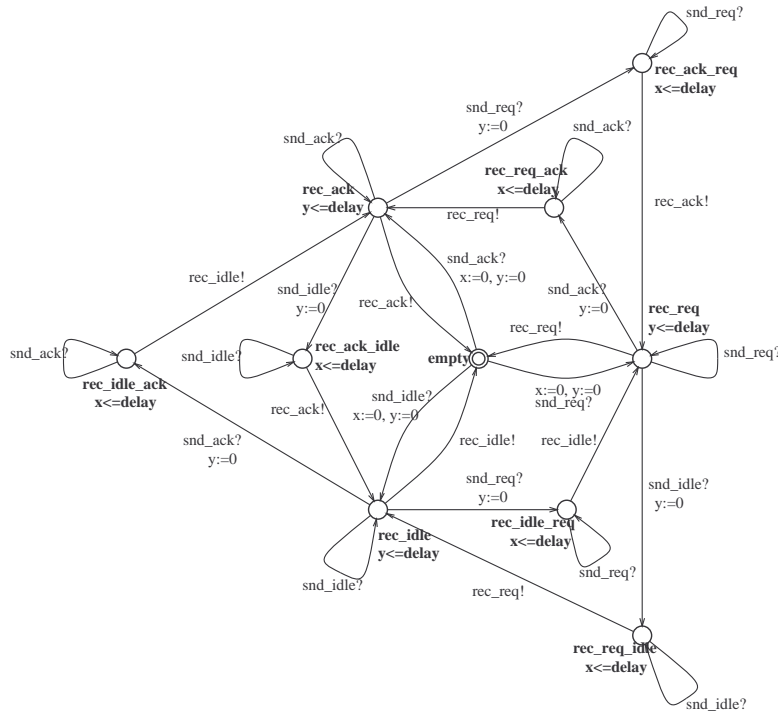 snd_req?
rec_ack_req
x<=delay
snd_req?
y:=0
snd_ack?
snd_ack?
rec_req_ack
x<=delay
rec_ack
y<=delay
rec_req!
rec_ack!
snd_ack?
x:=0, y:=0
rec_idle!
snd_idle?
y:=0
rec_ack!
snd_ack?
y:=0
rec_req
y<=delay
rec_req!
snd_ack?
rec_idle_ack
x<=delay
snd_idle?
rec_ack_idle
x<=delay
empty
snd_req?
x:=0, y:=0
snd_req?
snd_idle?
x:=0, y:=0
rec_ack!
rec_idle!
rec_idle!
snd_ack?
y:=0
snd_req?
y:=0
snd_idle?
y:=0
rec_idle
y<=delay
rec_idle_req
x<=delay
snd_req?
snd_idle?
rec_req!
rec_req_idle
x<=delay
snd_idle?